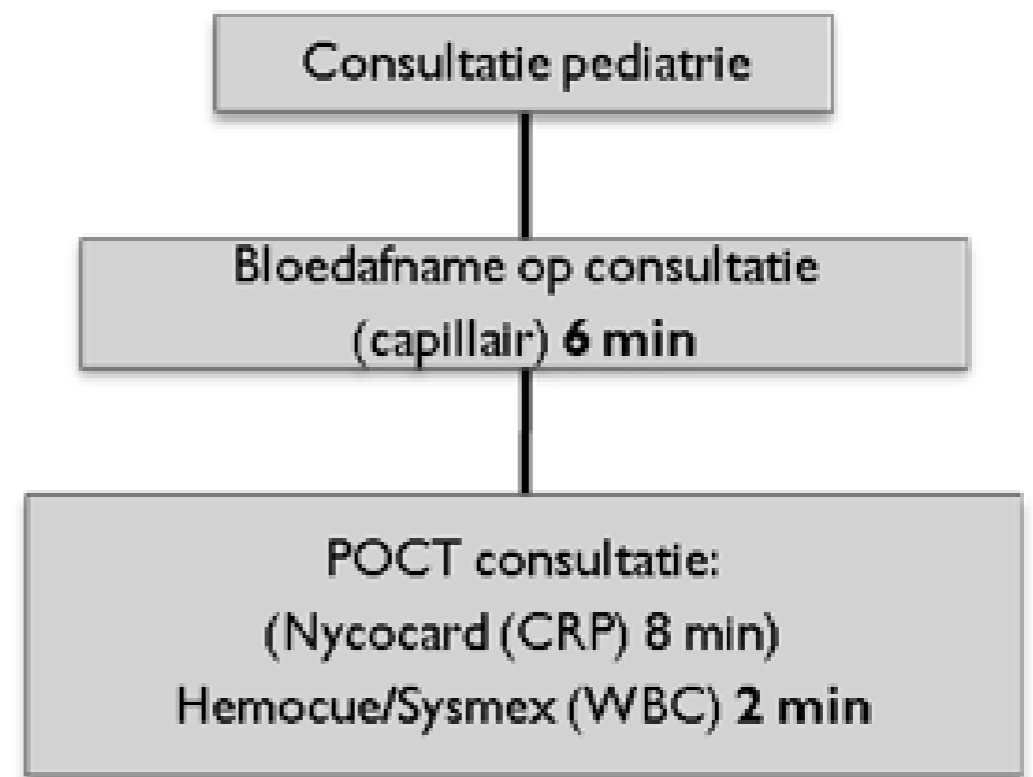 Consultatie pediatrie
Bloedafname op consultatie
(capillair) 6 min
POCT consultatie:
(Nycocard (CRP) 8 min)
Hemocue/Sysmex (WBC) 2 min